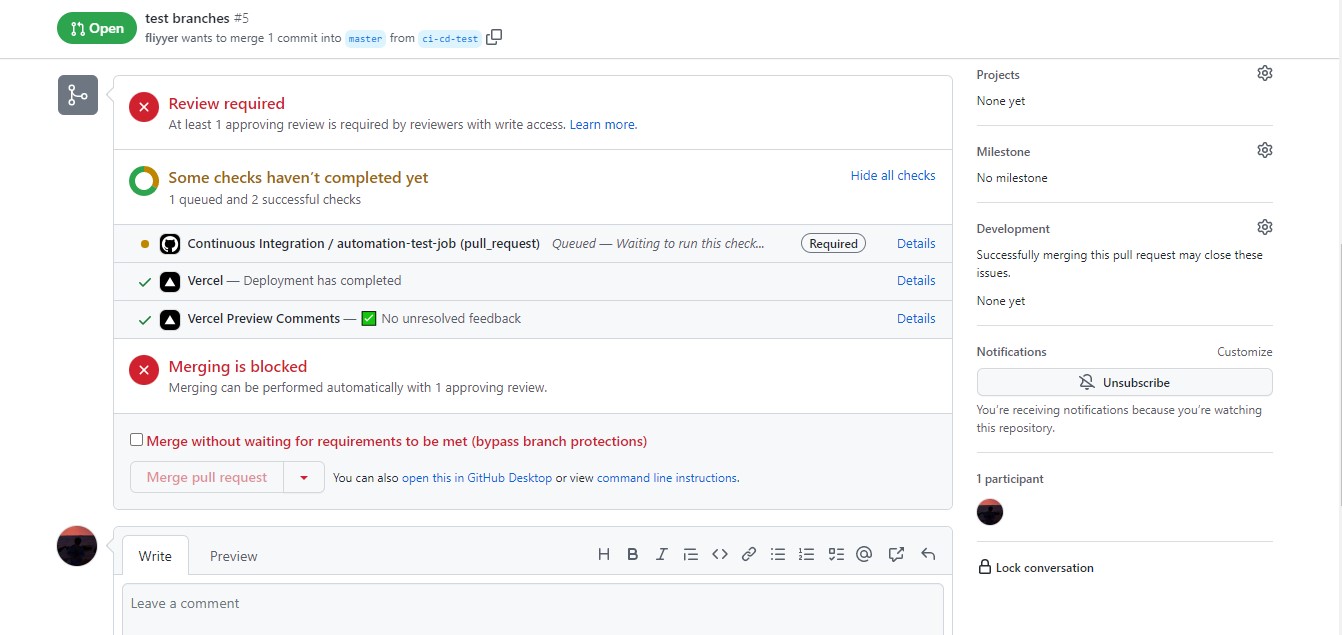 Open
test branches #5
fliyyer wants to merge 1 commit into master from ci-cd-test
Review required
At least 1 approving review is required by reviewers with write access. Learn more.
Some checks haven't completed yet
Hide all checks
1 queued and 2 successful checks
Continuous Integration / automation-test-job (pull_request) Queued — Waiting to run this check... Required Details
Vercel — Deployment has completed Details
Vercel Preview Comments — ✅ No unresolved feedback Details
Merging is blocked
Merging can be performed automatically with 1 approving review.
Merge without waiting for requirements to be met (bypass branch protections)
Merge pull request You can also open this in GitHub Desktop or view command line instructions.
Write Preview
Leave a comment
Projects
None yet
Milestone
No milestone
Development
Successfully merging this pull request may close these
issues.
None yet
Notifications Customize
Unsubscribe
You're receiving notifications because you're watching
this repository.
1 participant
Lock conversation